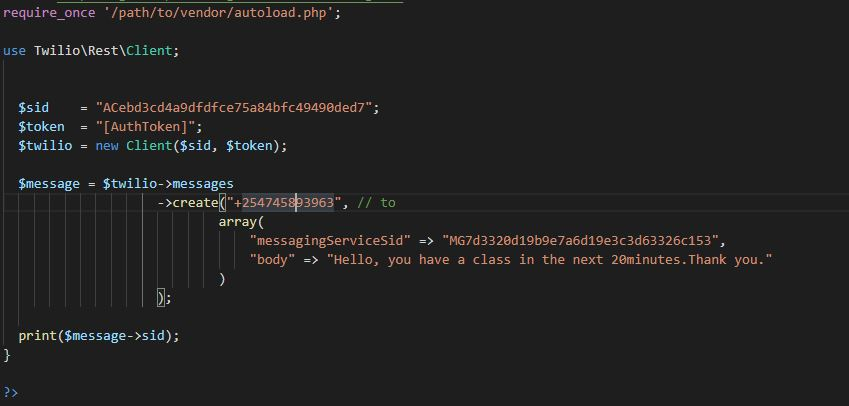 require_once '/path/to/vendor/autoload.php';
use Twilio\Rest\Client;
$sid    = "ACebd3cd4a9dfdfce75a84bfc49490ded7";
$token  = "[AuthToken]";
$twilio = new Client($sid, $token);
$message = $twilio->messages
->create("+254745893963", // to
array(
"messagingServiceSid" => "MG7d3320d19b9e7a6d19e3c3d63326c153",
"body" => "Hello, you have a class in the next 20minutes.Thank you."
)
);
print($message->sid);
}
?>